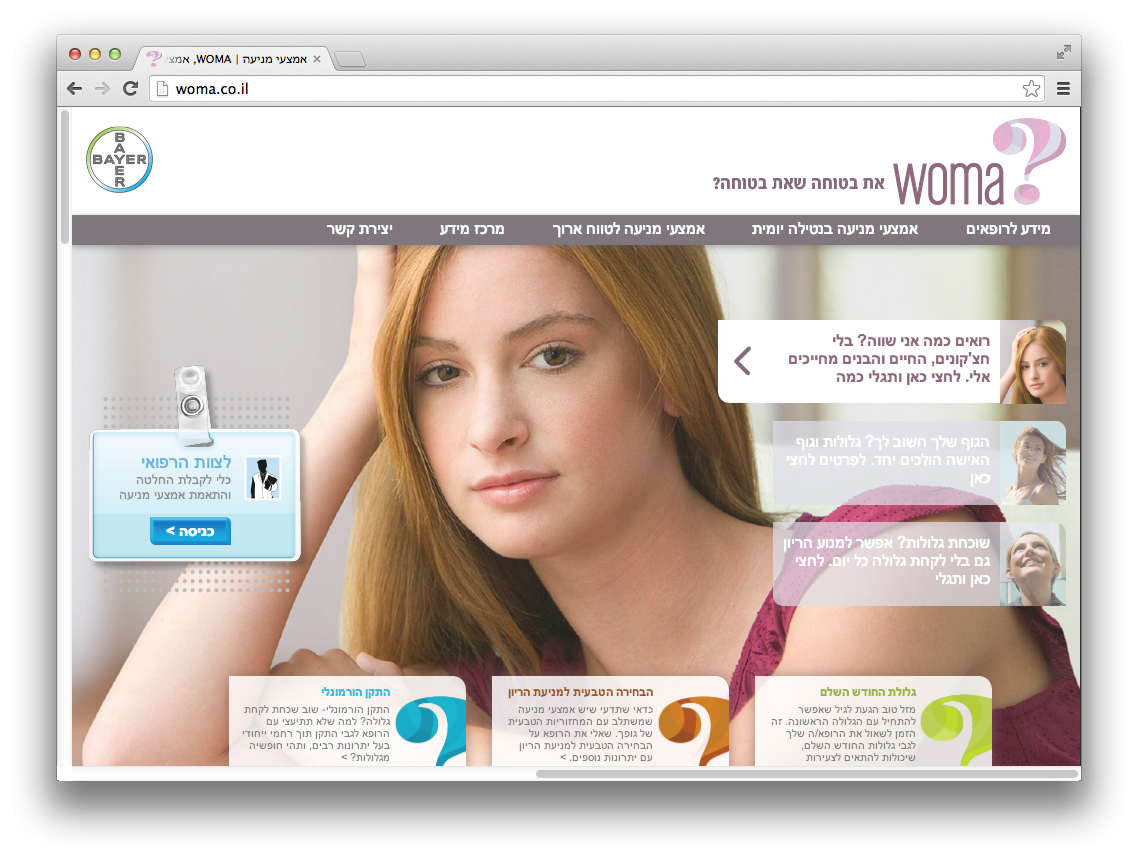 אמצעי מניעה | WOMA, אמצי
woma.co.il
BAYER
BAYER
woma
את בטוחה שאת בטוחה?
מידע לרופאים
אמצעי מניעה בנטילה יומית
אמצעי מניעה לטווח ארוך
מרכז מידע
יצירת קשר
רואים כמה אני שווה? בלי
חצ'קונים, החיים והבנים מחייכים
אלי. לחצי כאן ותגלי כמה
הגוף שלך חשוב לך? גלולות וגוף
האישה הולכים יחד. לפרטים לחצי
כאן
שוכחת גלולות? אפשר למנוע הריון
גם בלי לקחת גלולה כל יום. לחצי
כאן ותגלי
לצוות הרפואי
כלי לקבלת החלטה
והתאמת אמצעי מניעה
כניסה >
גלולת החודש השלם
מזל טוב הגעת לגיל שאפשר
להתחיל עם הגלולה הראשונה. זה
הזמן לשאול את הרופא/ה שלך
לגבי גלולות החודש השלם,
שיכולות להתאים לצעירות
הבחירה הטבעית למניעת הריון
כדאי שתדעי שיש אמצעי מניעה
שמשתלב עם המחזוריות הטבעית
של גופך. שאלי את הרופא על
הבחירה הטבעית למניעת הריון
עם יתרונות נוספים. >
התקן הורמונלי
התקן הורמונלי- שוב שכחת לקחת
גלולה? למה שלא תתיעצי עם
הרופא לגבי התקן תוך רחמי ייחודי
בעל יתרונות רבים, ותהי חופשיה
מגלולות? >